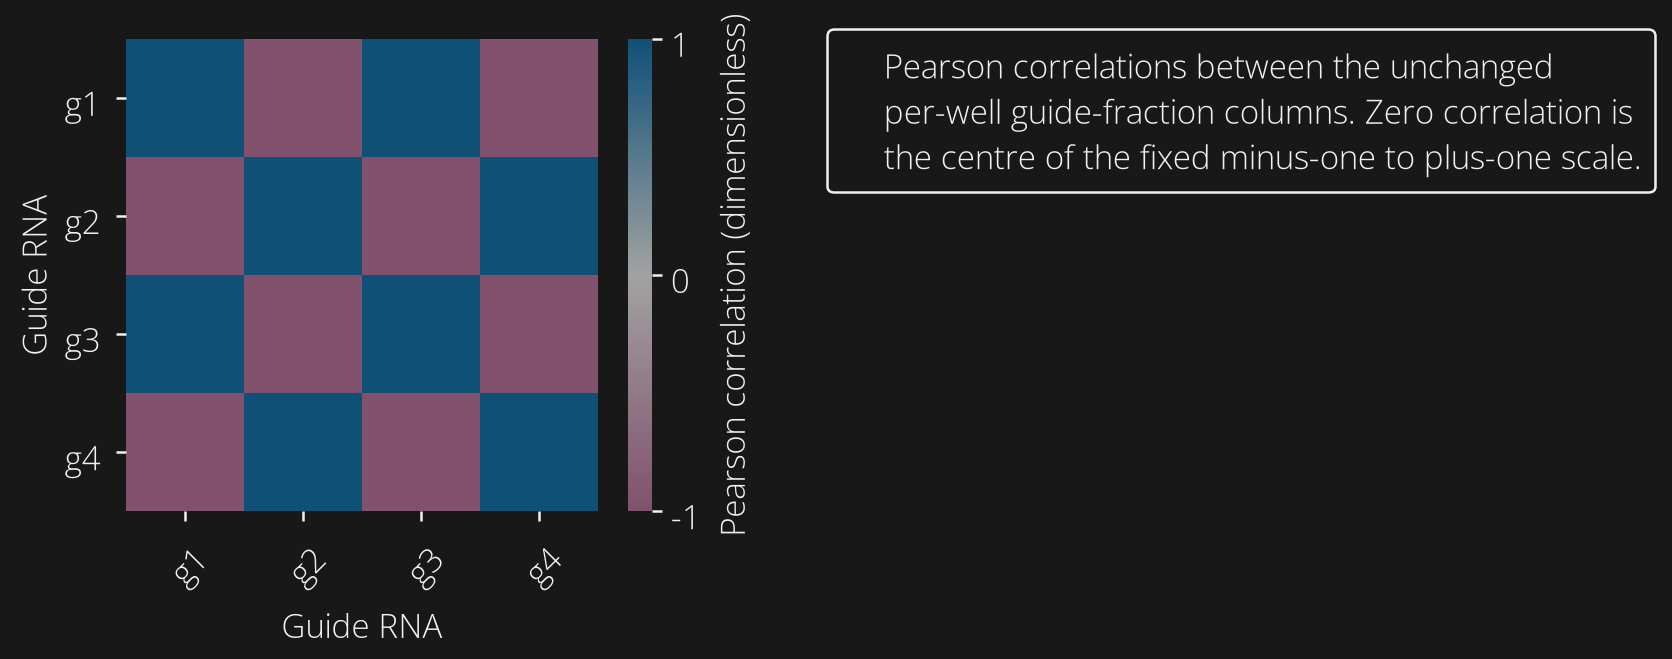 g1
g2
g3
g4
Guide RNA
g1
g2
g3
g4
Guide RNA
1
0
-1
Pearson correlation (dimensionless)
Pearson correlations between the unchanged
per-well guide-fraction columns. Zero correlation is
the centre of the fixed minus-one to plus-one scale.